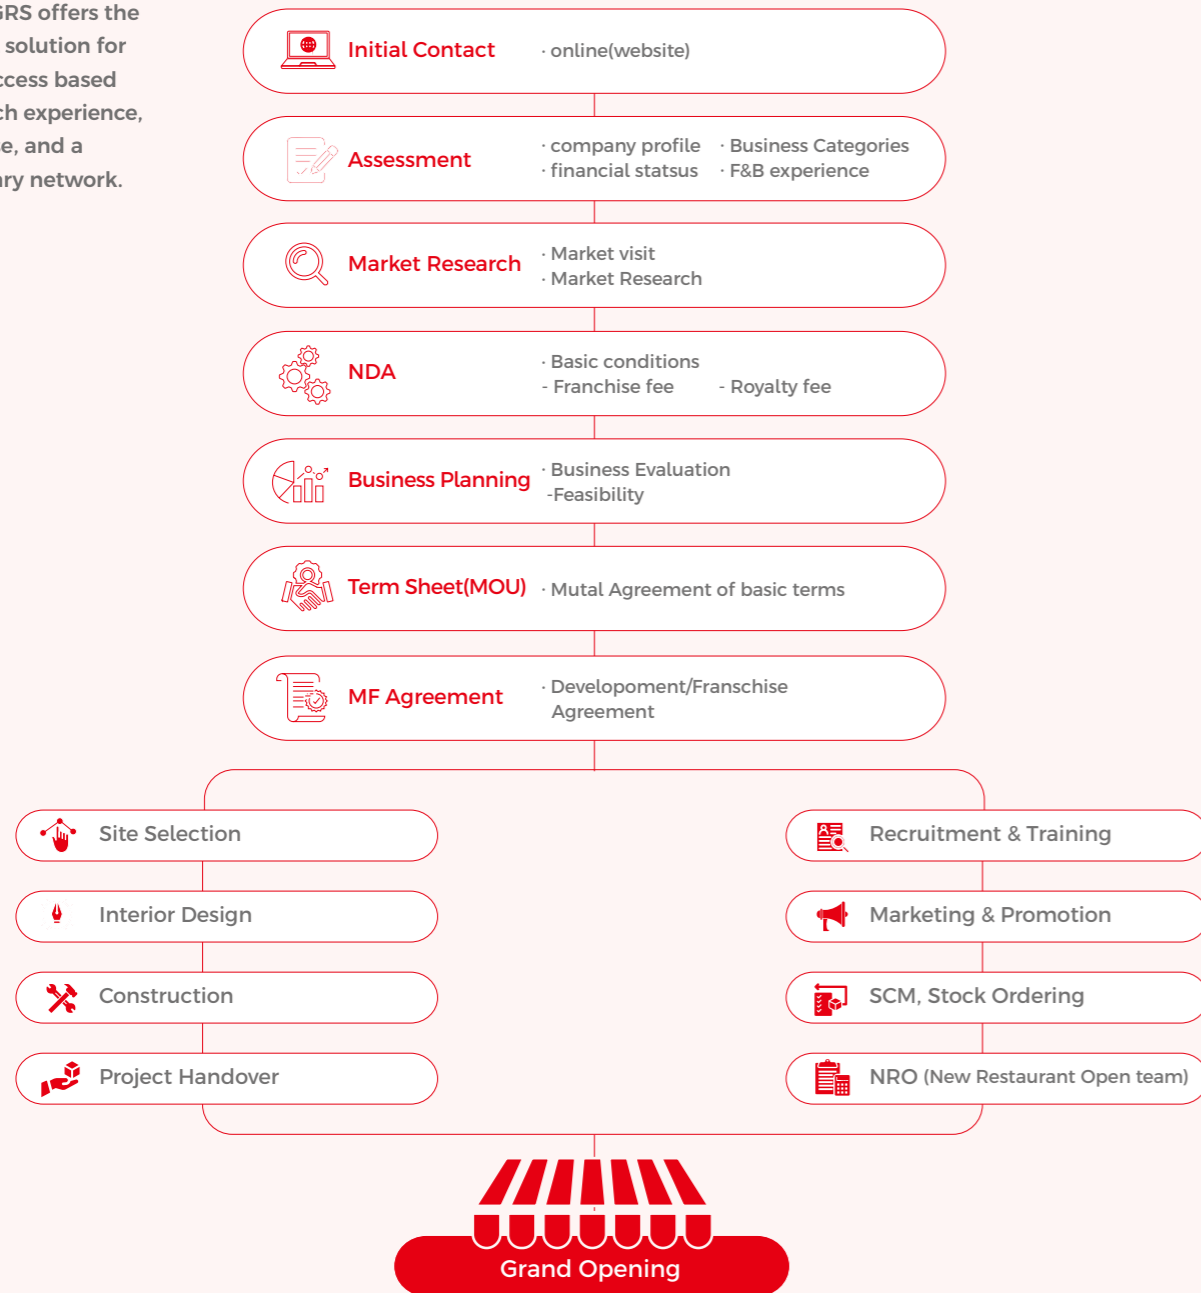 GRS offers the
solution for
ccess based
ch experience,
e, and a
ary network.
Initial Contact · online(website)
Assessment · company profile · Business Categories
· financial statsus · F&B experience
Market Research · Market visit
· Market Research
NDA · Basic conditions
- Franchise fee - Royalty fee
Business Planning · Business Evaluation
-Feasibility
Term Sheet(MOU) · Mutal Agreement of basic terms
MF Agreement · Developoment/Franschise
Agreement
Site Selection
Interior Design
Construction
Project Handover
Recruitment & Training
Marketing & Promotion
SCM, Stock Ordering
NRO (New Restaurant Open team)
Grand Opening